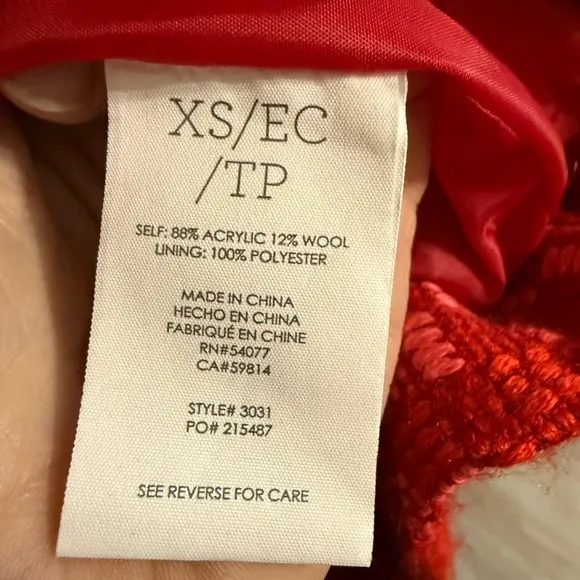 XS/EC
/TP
SELF: 88% ACRYLIC 12% WOOL
LINING: 100% POLYESTER
MADE IN CHINA
HECHO EN CHINA
FABRIQUÉ EN CHINE
RN#54077
CA#59814
STYLE# 3031
PO# 215487
SEE REVERSE FOR CARE